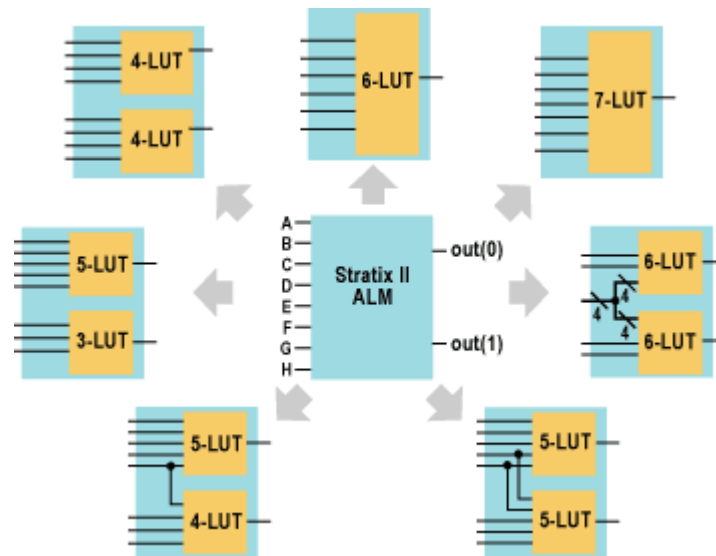 4-LUT
4-LUT
6-LUT
7-LUT
5-LUT
3-LUT
A
B
C
D
E
F
G
H
Stratix II
ALM
out(0)
out(1)
6-LUT
4
4
4
6-LUT
5-LUT
4-LUT
5-LUT
5-LUT